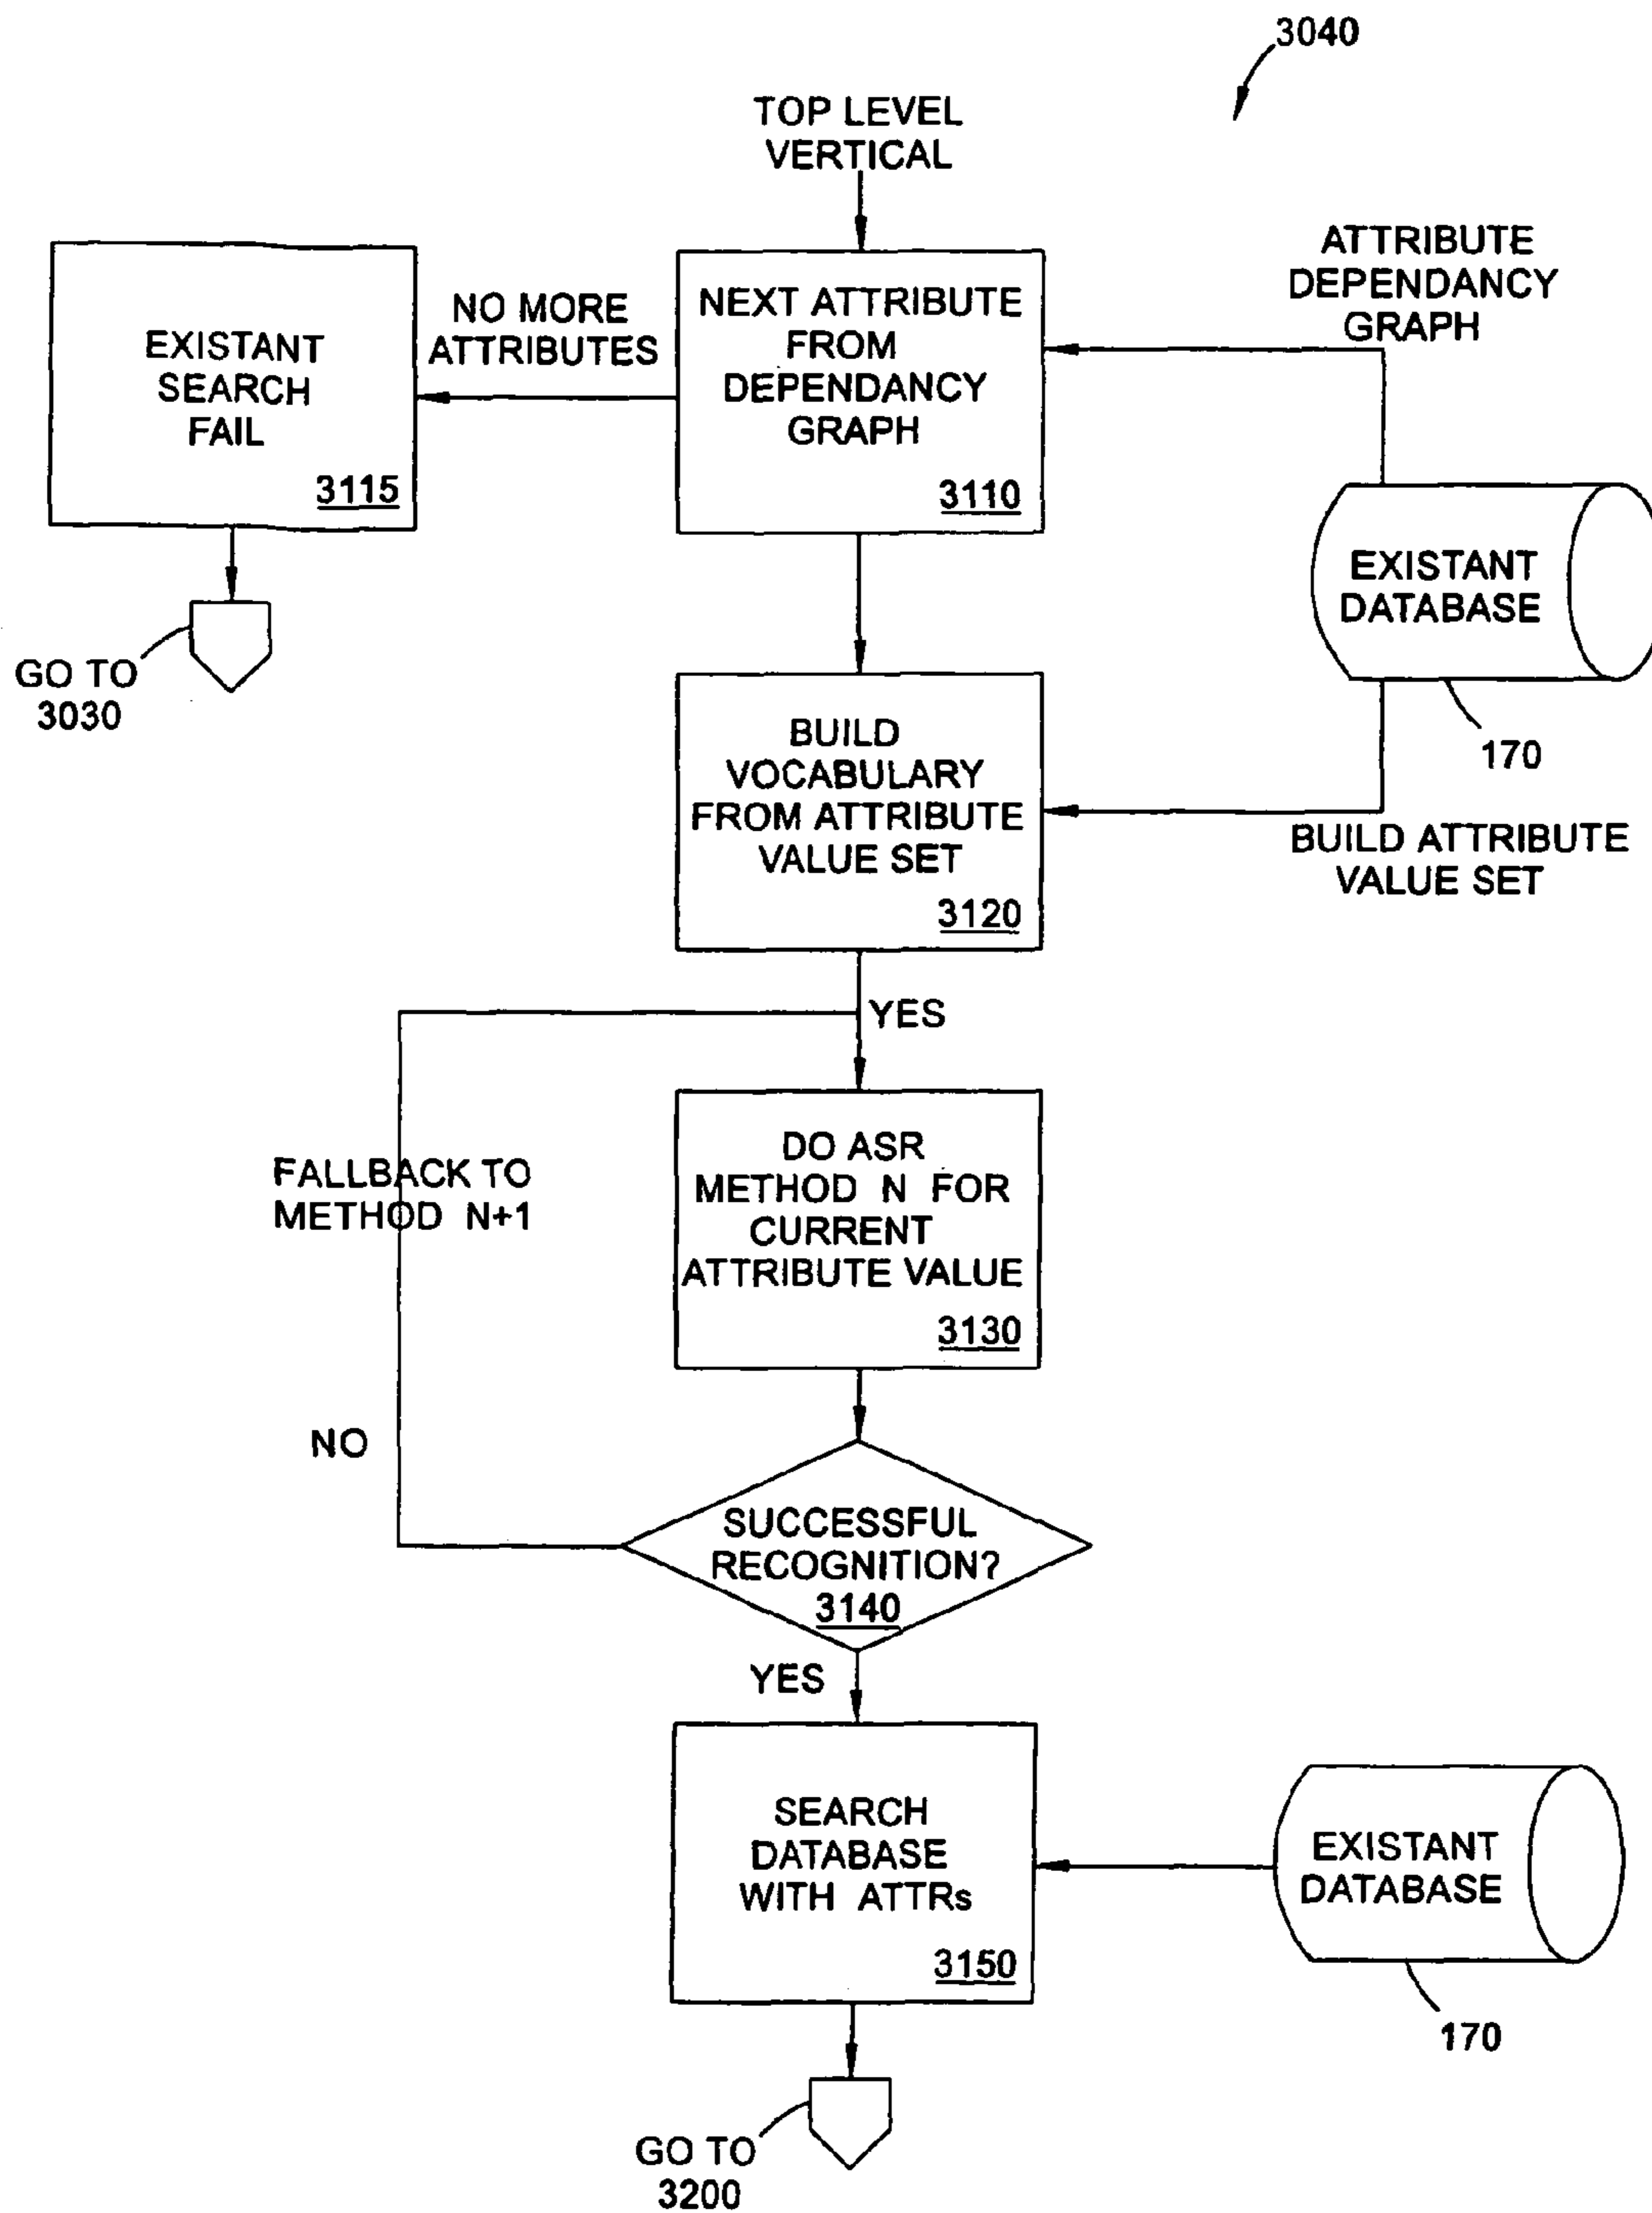 3040
TOP LEVEL
VERTICAL
ATTRIBUTE
DEPENDANCY
GRAPH
NO MORE
ATTRIBUTES
NEXT ATTRIBUTE
FROM
DEPENDANCY
GRAPH
3110
EXISTANT
SEARCH
FAIL
3115
GO TO
3030
EXISTANT
DATABASE
170
BUILD
VOCABULARY
FROM ATTRIBUTE
VALUE SET
3120
BUILD ATTRIBUTE
VALUE SET
YES
FALLBACK TO
METHOD N+1
DO ASR
METHOD N FOR
CURRENT
ATTRIBUTE VALUE
3130
NO
SUCCESSFUL
RECOGNITION?
3140
YES
SEARCH
DATABASE
WITH ATTRs
3150
EXISTANT
DATABASE
170
GO TO
3200